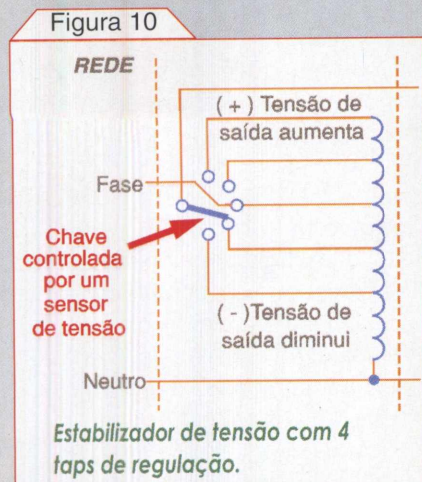 Figura 10
REDE
( + ) Tensão de
saída aumenta
Fase
Chave
controlada
por um
sensor
de tensão
( - )Tensão de
saída diminui
Neutro
Estabilizador de tensão com 4
taps de regulação.